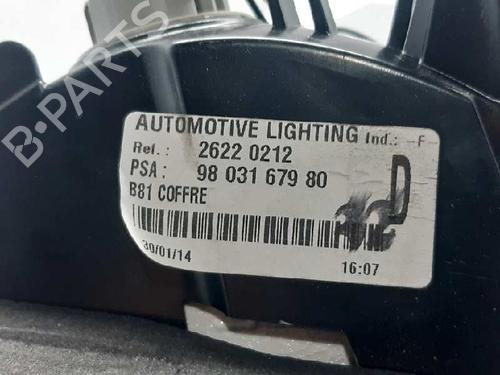 AUTOMOTIVE LIGHTING Ind.: -F-
Ref. : 2622 0212
PSA : 98 031 679 80
B81 COFFRE
D
30/01/14
16:07
B-PARTS